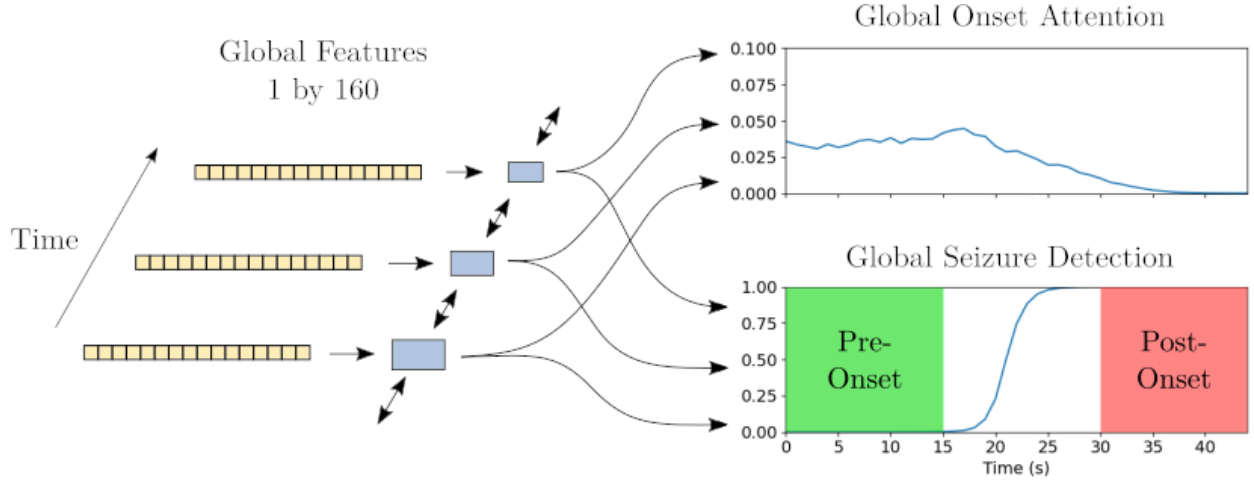 Global Features
1 by 160
Time
Global Onset Attention
0.100
0.075
0.050
0.025
0.000
Global Seizure Detection
1.00
0.75
0.50
0.25
0.00
Pre-
Onset
Post-
Onset
0 5 10 15 20 25 30 35 40
Time (s)